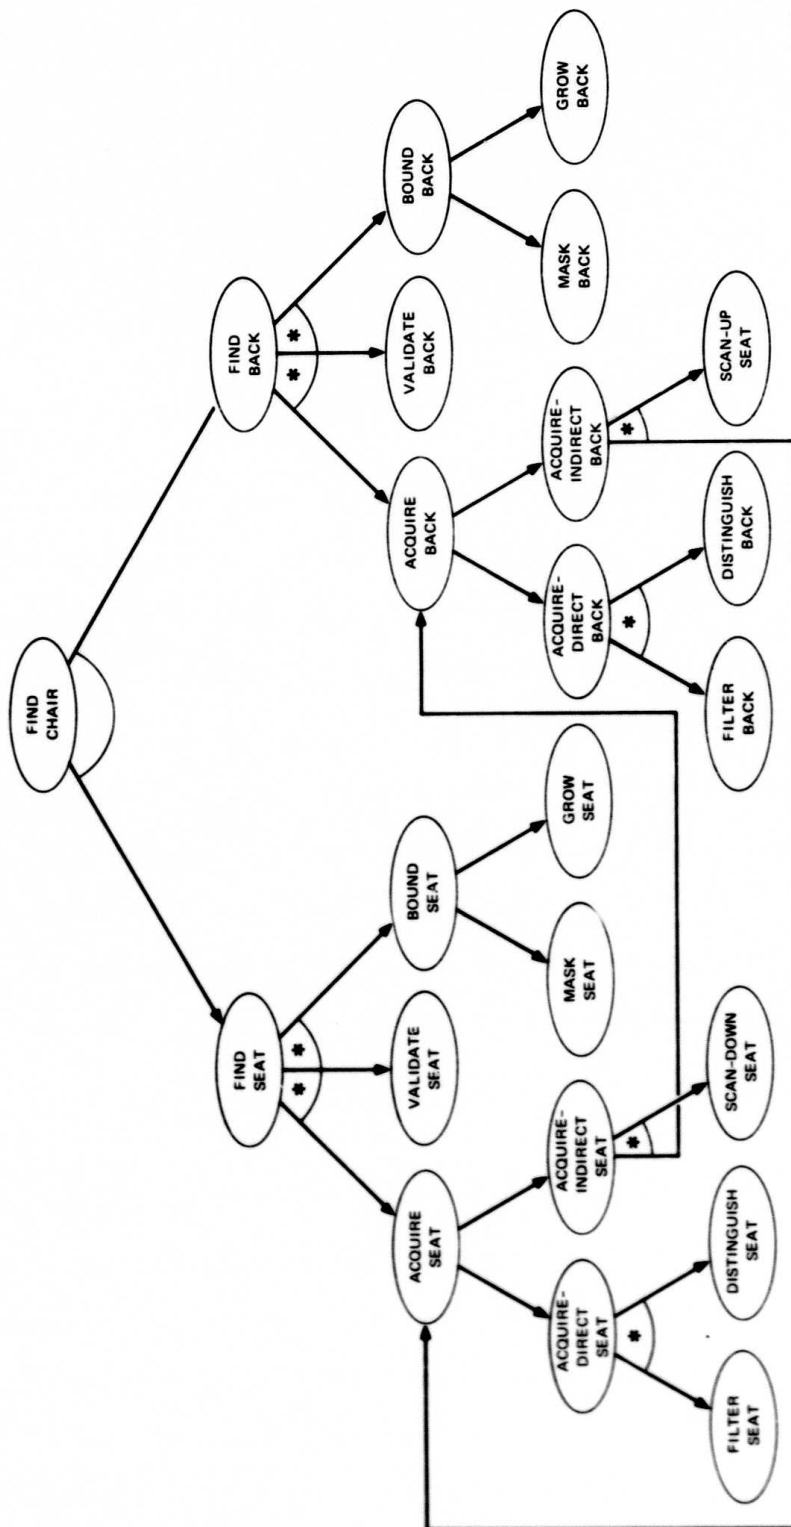 FIND
CHAIR
FIND
SEAT
FIND
BACK
*
*
*
*
ACQUIRE
SEAT
VALIDATE
SEAT
BOUND
SEAT
ACQUIRE
BACK
VALIDATE
BACK
BOUND
BACK
ACQUIRE-
DIRECT
SEAT
ACQUIRE-
INDIRECT
SEAT
MASK
SEAT
GROW
SEAT
ACQUIRE-
DIRECT
BACK
ACQUIRE-
INDIRECT
BACK
MASK
BACK
GROW
BACK
*
*
*
*
FILTER
SEAT
DISTINGUISH
SEAT
SCAN-DOWN
SEAT
FILTER
BACK
DISTINGUISH
BACK
SCAN-UP
SEAT